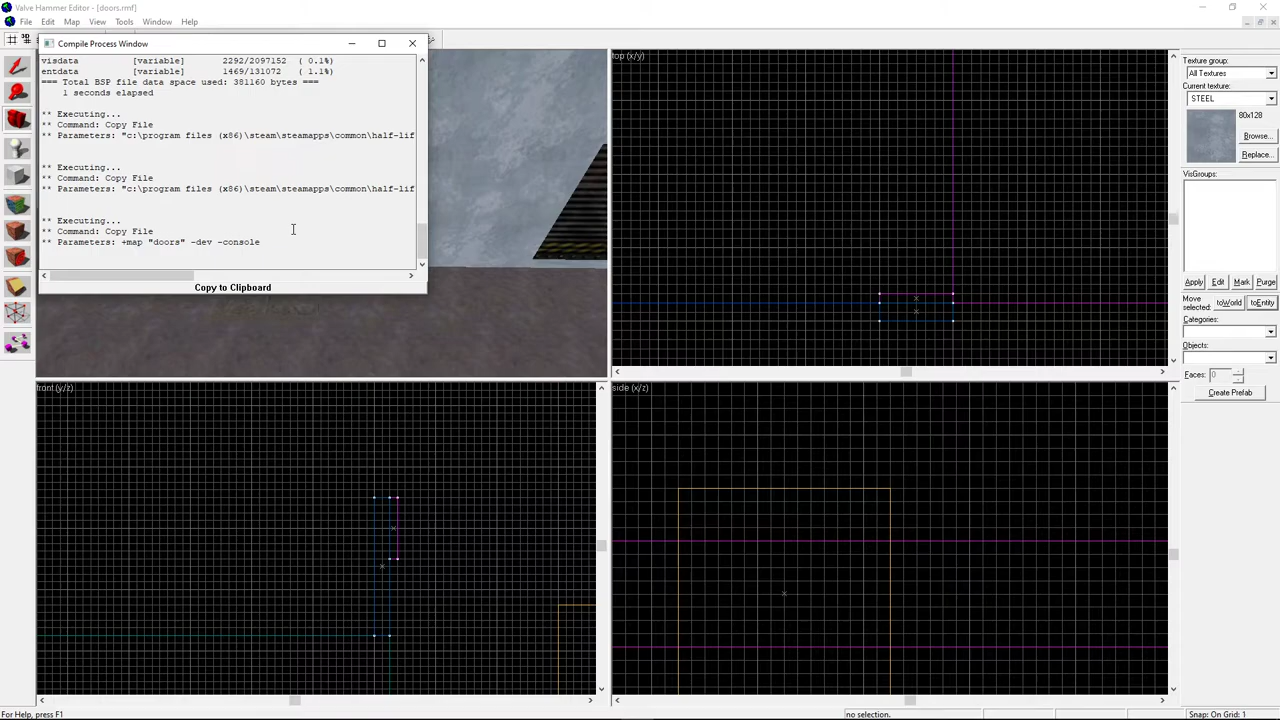 Valve Hammer Editor - [doors.rmf]
File Edit Map View Tools Window Help
Compile Process Window
visdata [variable] 2292/2097152 ( 0.1%)
entdata [variable] 1469/131072 ( 1.1%)
=== Total BSP file data space used: 381160 bytes ===
1 seconds elapsed
** Executing...
** Command: Copy File
** Parameters: "c:\program files (x86)\steam\steamapps\common\half-lif
** Executing...
** Command: Copy File
** Parameters: "c:\program files (x86)\steam\steamapps\common\half-lif
** Executing...
** Command: Copy File
** Parameters: +map "doors" -dev -console
Copy to Clipboard
top (x/y)
front (y/z)
side (x/z)
Texture group:
All Textures
Current texture:
STEEL
80x128
Browse...
Replace...
VisGroups:
Apply Edit Mark Purge
Move selected:
toWorld
toEntity
Categories:
Objects:
Faces: 0
Create Prefab
For Help, press F1
no selection.
Snap: On Grid: 1